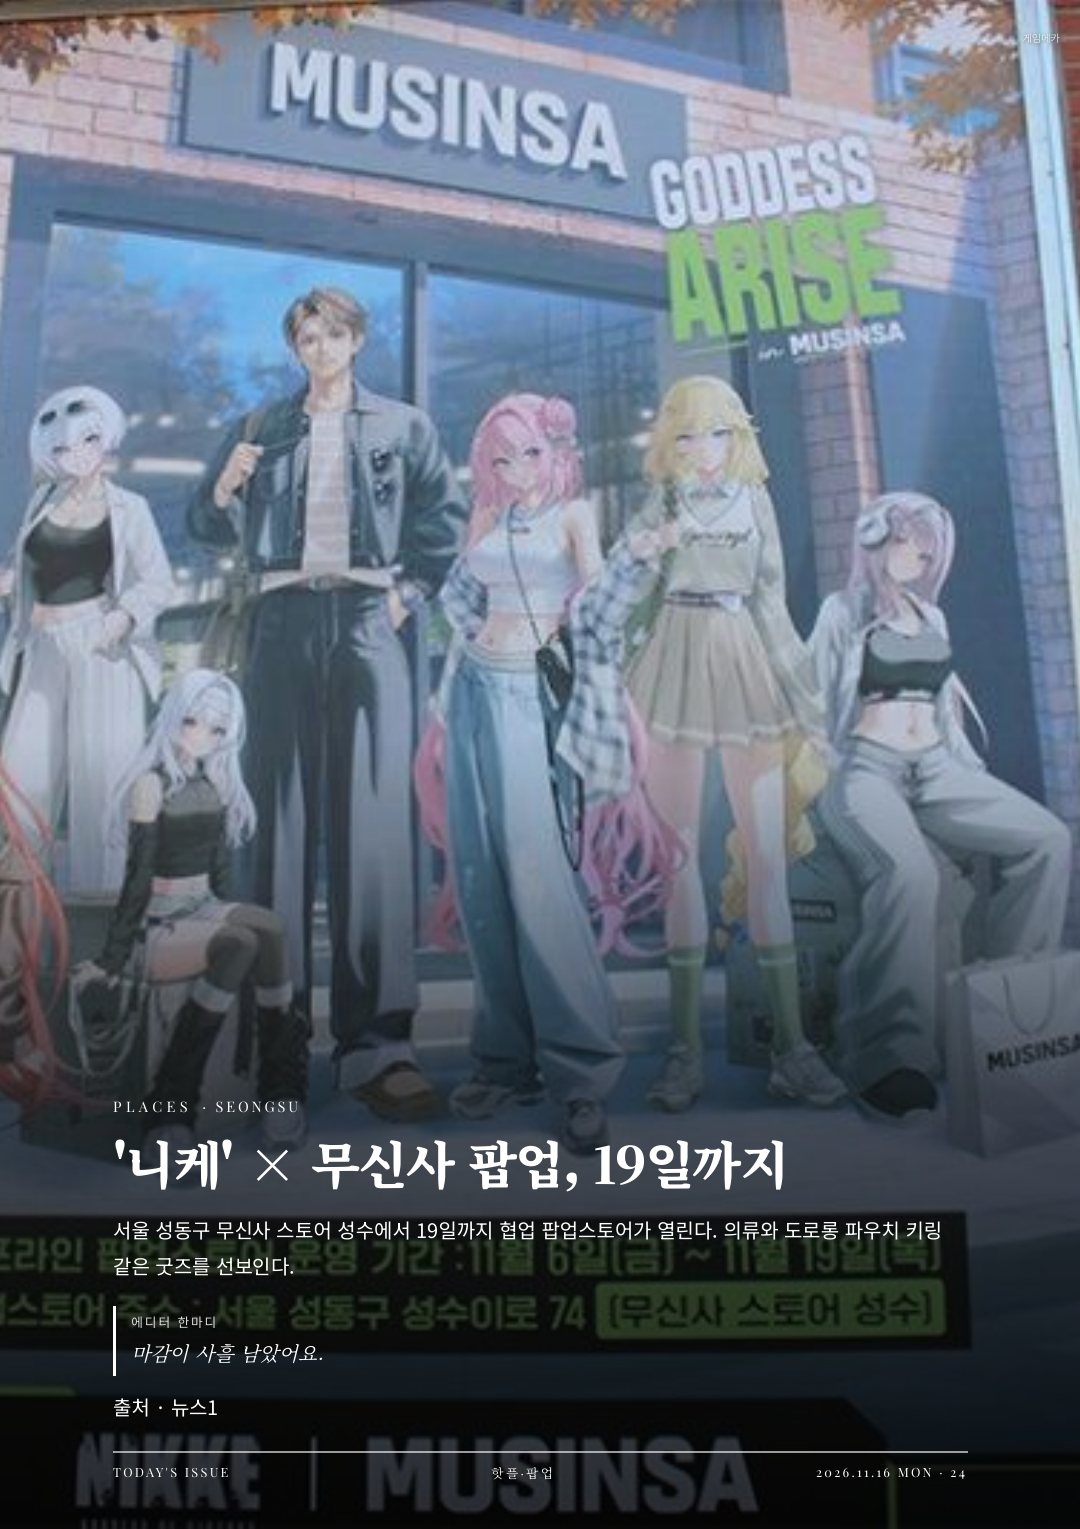 게임메카
MUSINSA
GODDESS
ARISE
in MUSINSA
MUSINSA
PLACES · SEONGSU
'니케' × 무신사 팝업, 19일까지
서울 성동구 무신사 스토어 성수에서 19일까지 협업 팝업스토어가 열린다. 의류와 도로롱 파우치 키링
같은 굿즈를 선보인다.
운영 기간 : 11월 6일(금) ~ 11월 19일(목)
주소 : 서울 성동구 성수이로 74 (무신사 스토어 성수)
에디터 한마디
마감이 사흘 남았어요.
출처 · 뉴스1
NIKKE | MUSINSA
TODAY'S ISSUE
핫플·팝업
2026.11.16 MON · 24